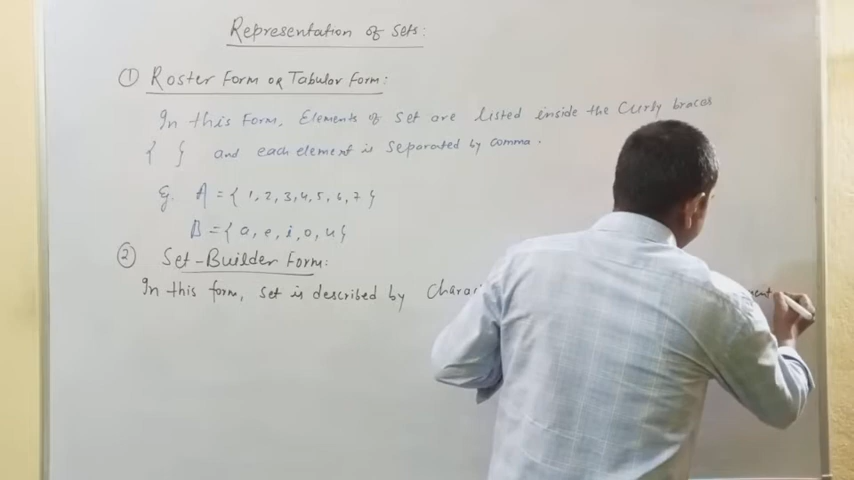 Representation of Sets:
① Roster Form OR Tabular Form:
In this Form, Elements of Set are listed inside the Curly braces
{ } and each element is separated by comma.
Eg. A = { 1, 2, 3, 4, 5, 6, 7 }
B = { a, e, i, o, u }
② Set-Builder Form:
In this form, set is described by